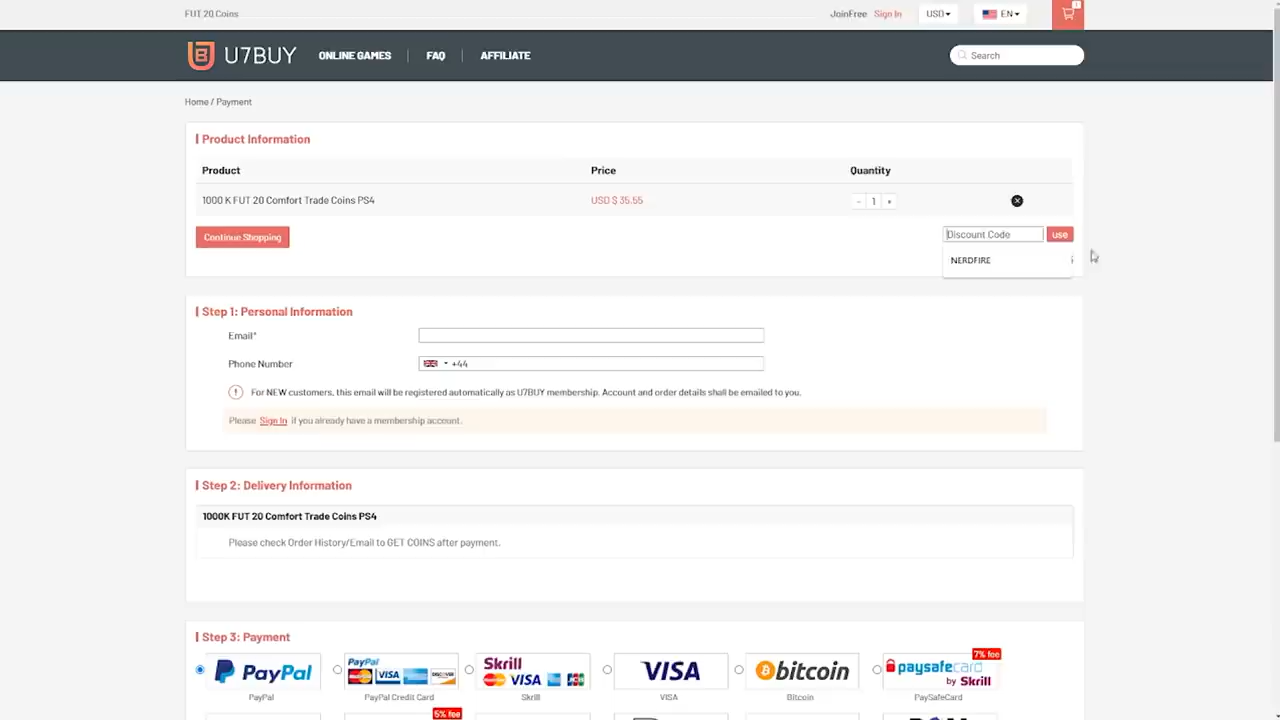 FUT 20 Coins
JoinFree Sign In USD EN 1
U7BUY ONLINE GAMES FAQ AFFILIATE Search
Home / Payment
Product Information
Product Price Quantity
1000 K FUT 20 Comfort Trade Coins PS4 USD $ 35.55 - 1 +
Continue Shopping Discount Code use
NERDFIRE
Step 1: Personal Information
Email*
Phone Number +44
! For NEW customers, this email will be registered automatically as U7BUY membership. Account and order details shall be emailed to you.
Please Sign In if you already have a membership account.
Step 2: Delivery Information
1000K FUT 20 Comfort Trade Coins PS4
Please check Order History/Email to GET COINS after payment.
Step 3: Payment
7% fee
PayPal PayPal MasterCard VISA DISCOVER Skrill MasterCard VISA JCB VISA bitcoin paysafecard by Skrill
PayPal PayPal Credit Card Skrill VISA Bitcoin PaySafeCard
5% fee